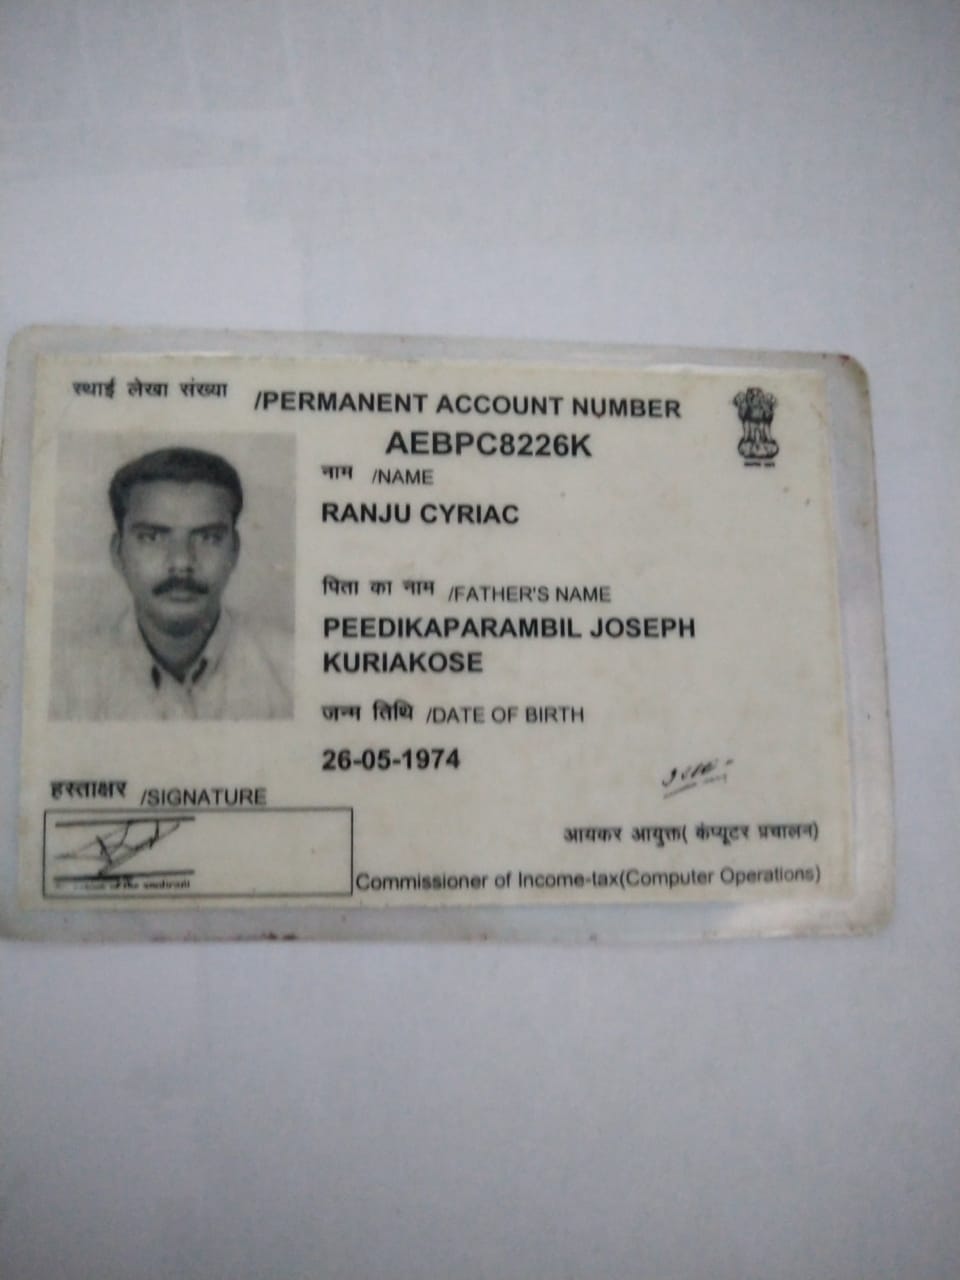 स्थाई लेखा संख्या /PERMANENT ACCOUNT NUMBER
AEBPC8226K
नाम /NAME
RANJU CYRIAC
पिता का नाम /FATHER'S NAME
PEEDIKAPARAMBIL JOSEPH
KURIAKOSE
जन्म तिथि /DATE OF BIRTH
26-05-1974
हस्ताक्षर /SIGNATURE
आयकर आयुक्त( कंप्यूटर प्रचालन)
Commissioner of Income-tax(Computer Operations)